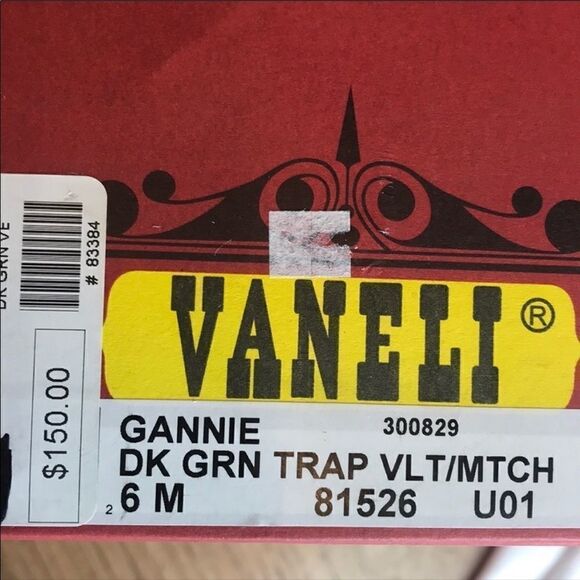 DK GRN VE
# 83384
$150.00
VANELI®
GANNIE 300829
DK GRN TRAP VLT/MTCH
2 6 M 81526 U01